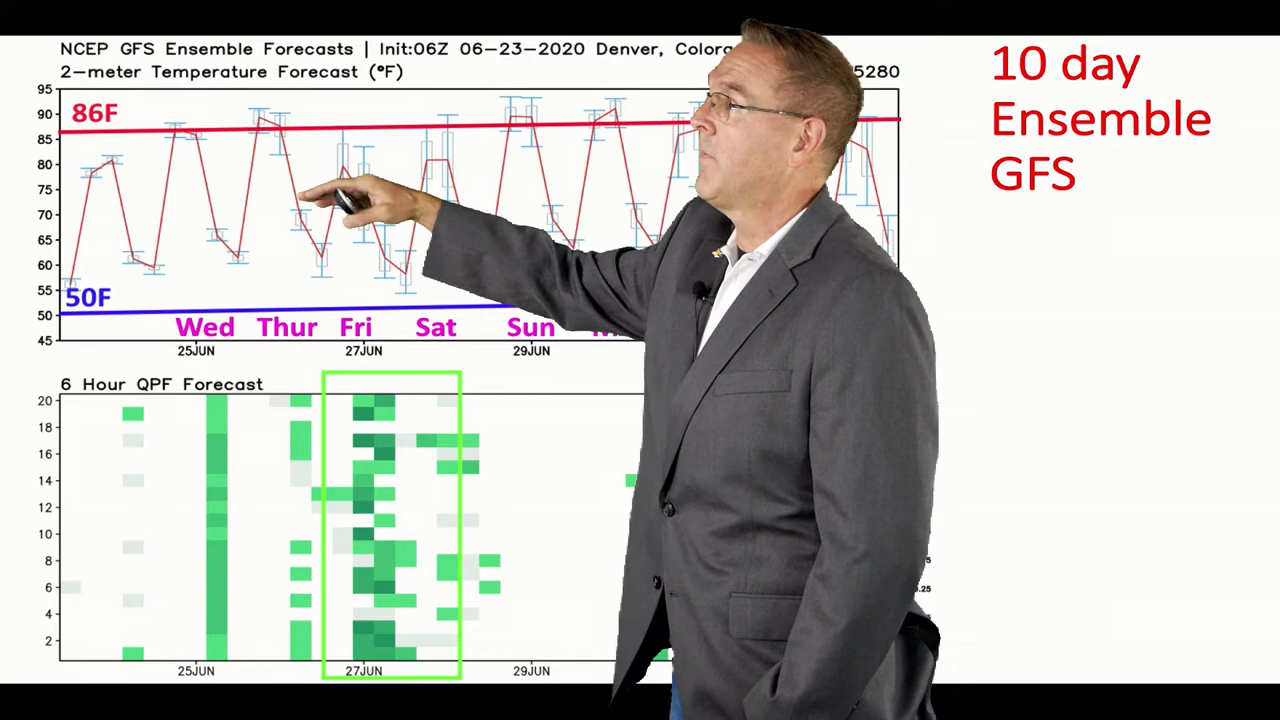 NCEP GFS Ensemble Forecasts | Init:06Z 06-23-2020 Denver,
2-meter Temperature Forecast (°F)
5280
10 day
Ensemble
GFS
95
90
85
80
75
70
65
60
55
50
45
86F
50F
Wed Thur Fri Sat Sun
25JUN 27JUN 29JUN
6 Hour QPF Forecast
20
18
16
14
12
10
8
6
4
2
25JUN 27JUN 29JUN